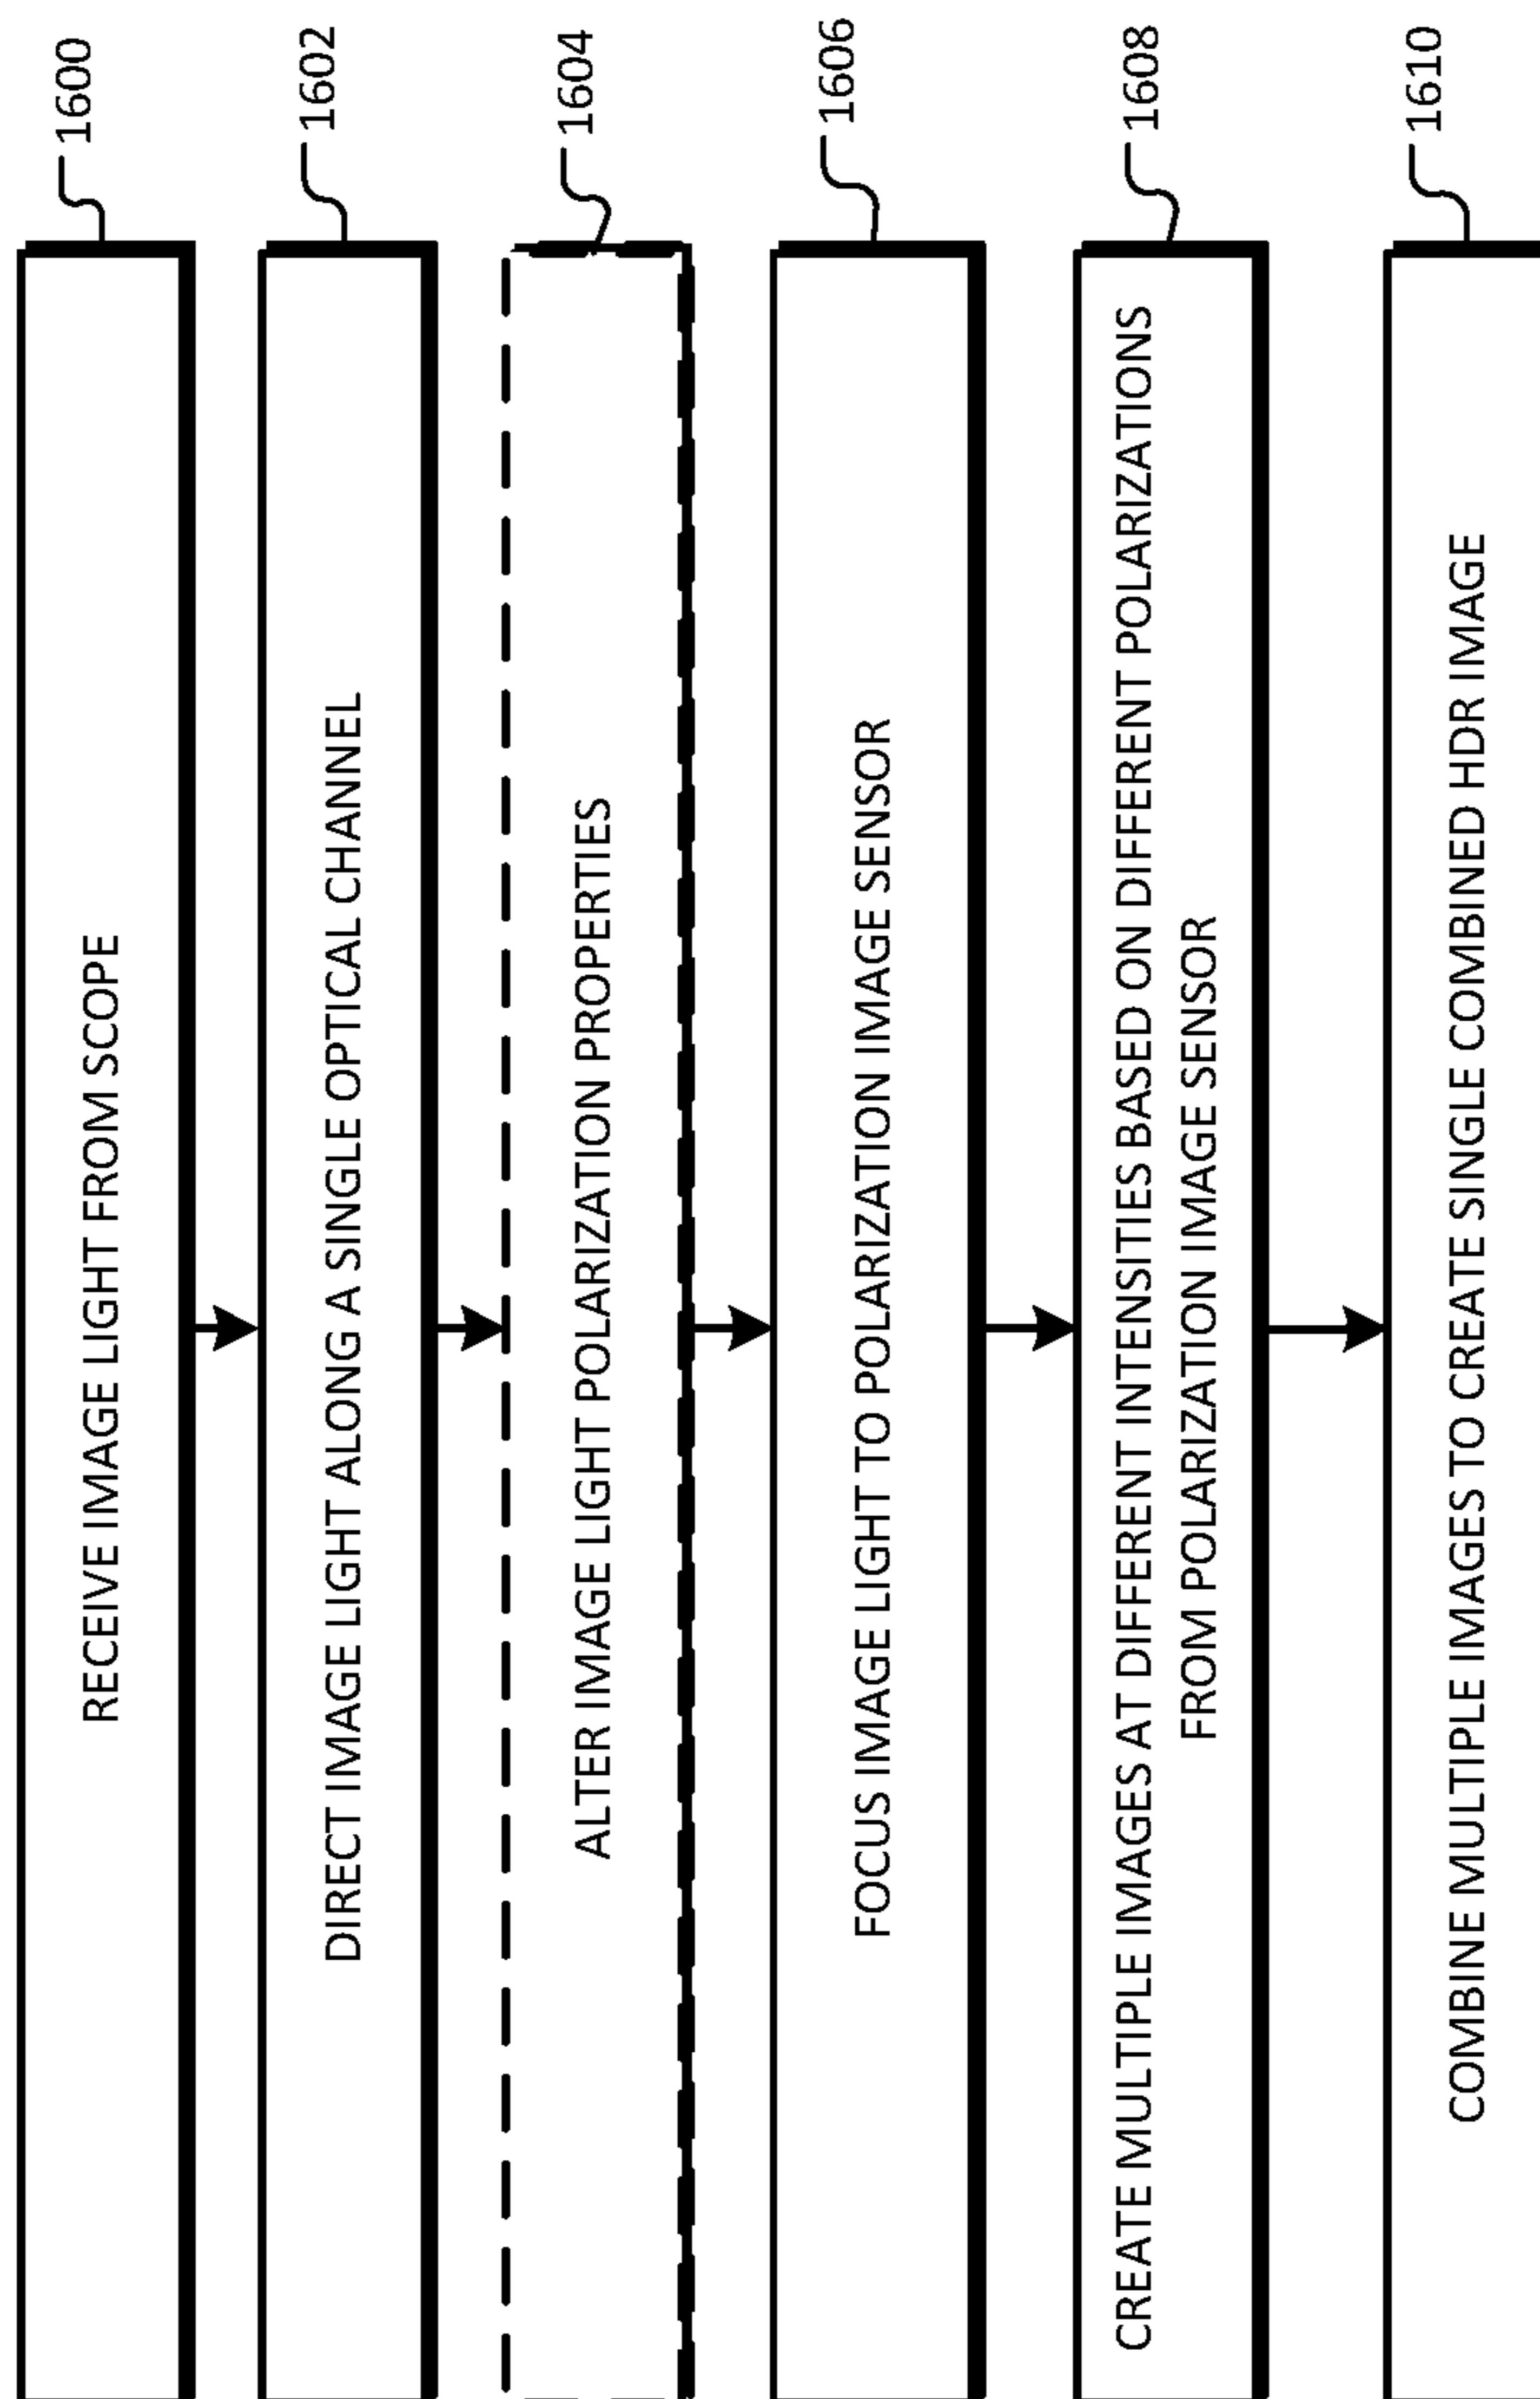 1600
RECEIVE IMAGE LIGHT FROM SCOPE
1602
DIRECT IMAGE LIGHT ALONG A SINGLE OPTICAL CHANNEL
1604
ALTER IMAGE LIGHT POLARIZATION PROPERTIES
1606
FOCUS IMAGE LIGHT TO POLARIZATION IMAGE SENSOR
1608
CREATE MULTIPLE IMAGES AT DIFFERENT INTENSITIES BASED ON DIFFERENT POLARIZATIONS
FROM POLARIZATION IMAGE SENSOR
1610
COMBINE MULTIPLE IMAGES TO CREATE SINGLE COMBINED HDR IMAGE